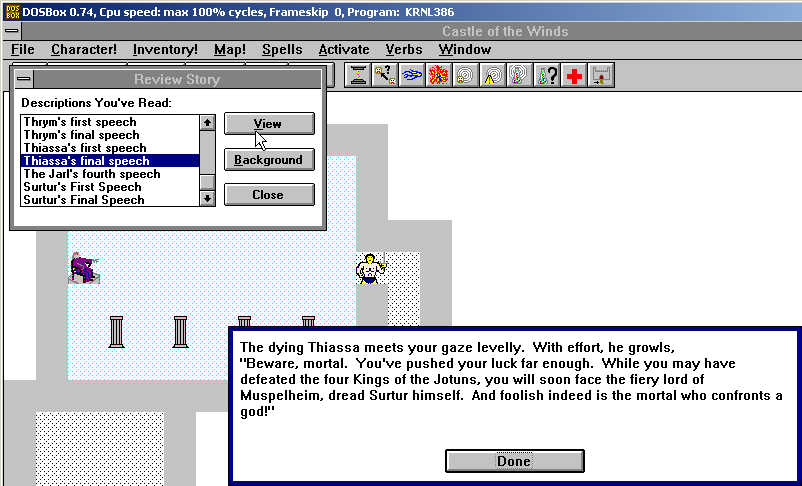 DOSBox 0.74, Cpu speed: max 100% cycles, Frameskip 0, Program: KRNL386
Castle of the Winds
File Character! Inventory! Map! Spells Activate Verbs Window
Review Story
Descriptions You've Read:
Thrym's first speech
Thrym's final speech
Thiassa's first speech
Thiassa's final speech
The Jarl's fourth speech
Surtur's First Speech
Surtur's Final Speech
View
Background
Close
The dying Thiassa meets your gaze levelly. With effort, he growls,
"Beware, mortal. You've pushed your luck far enough. While you may have
defeated the four Kings of the Jotuns, you will soon face the fiery lord of
Muspelheim, dread Surtur himself. And foolish indeed is the mortal who confronts a
god!"
Done